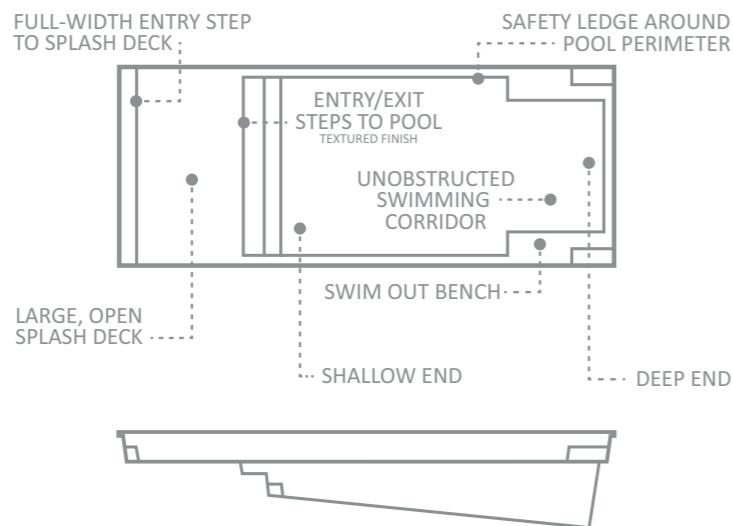 FULL-WIDTH ENTRY STEP
TO SPLASH DECK
SAFETY LEDGE AROUND
POOL PERIMETER
ENTRY/EXIT
STEPS TO POOL
TEXTURED FINISH
UNOBSTRUCTED
SWIMMING
CORRIDOR
SWIM OUT BENCH
LARGE, OPEN
SPLASH DECK
SHALLOW END
DEEP END